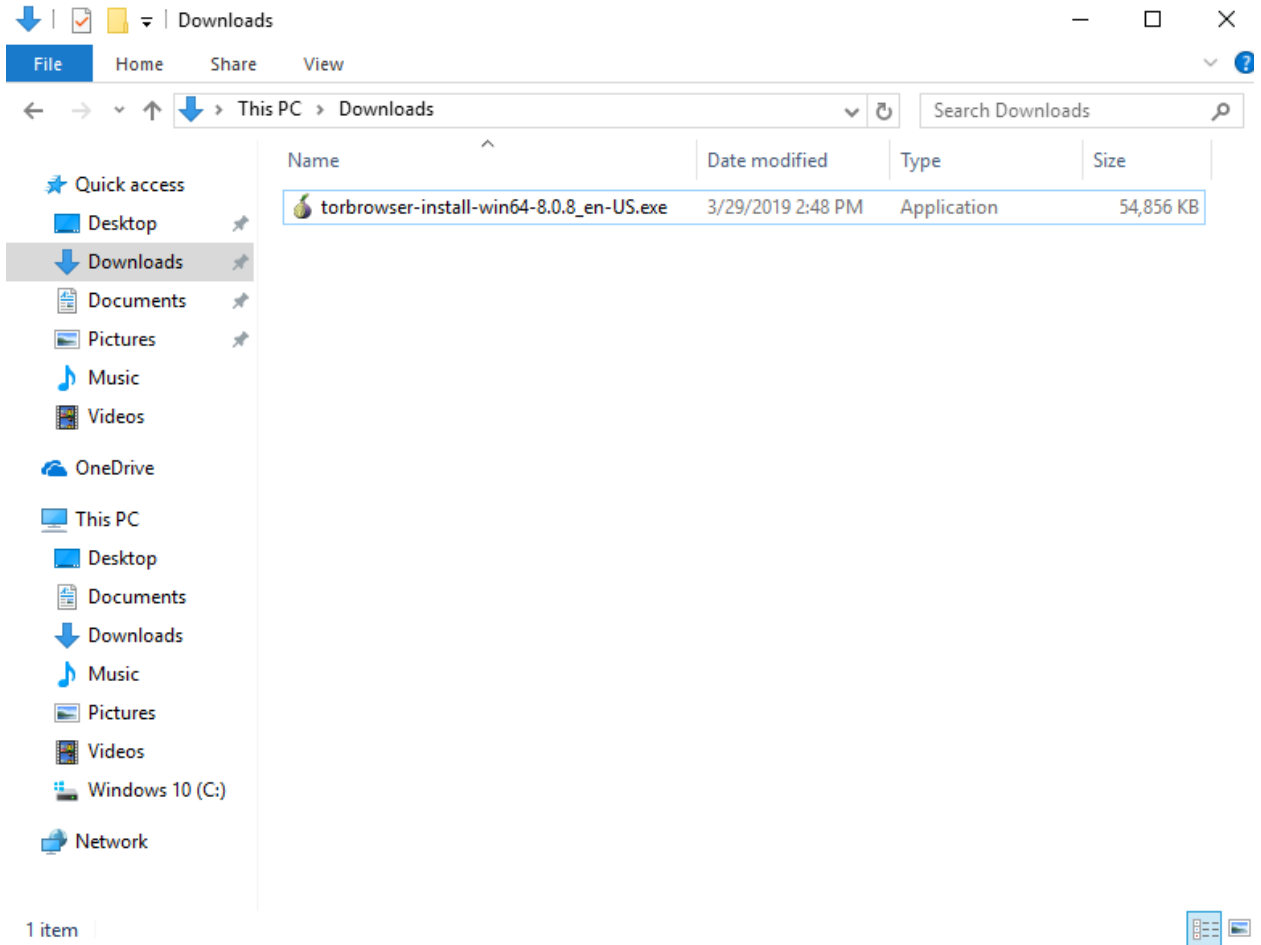 Downloads
File Home Share View
This PC Downloads Search Downloads
Name Date modified Type Size
torbrowser-install-win64-8.0.8_en-US.exe 3/29/2019 2:48 PM Application 54,856 KB
Quick access
Desktop
Downloads
Documents
Pictures
Music
Videos
OneDrive
This PC
Desktop
Documents
Downloads
Music
Pictures
Videos
Windows 10 (C:)
Network
1 item